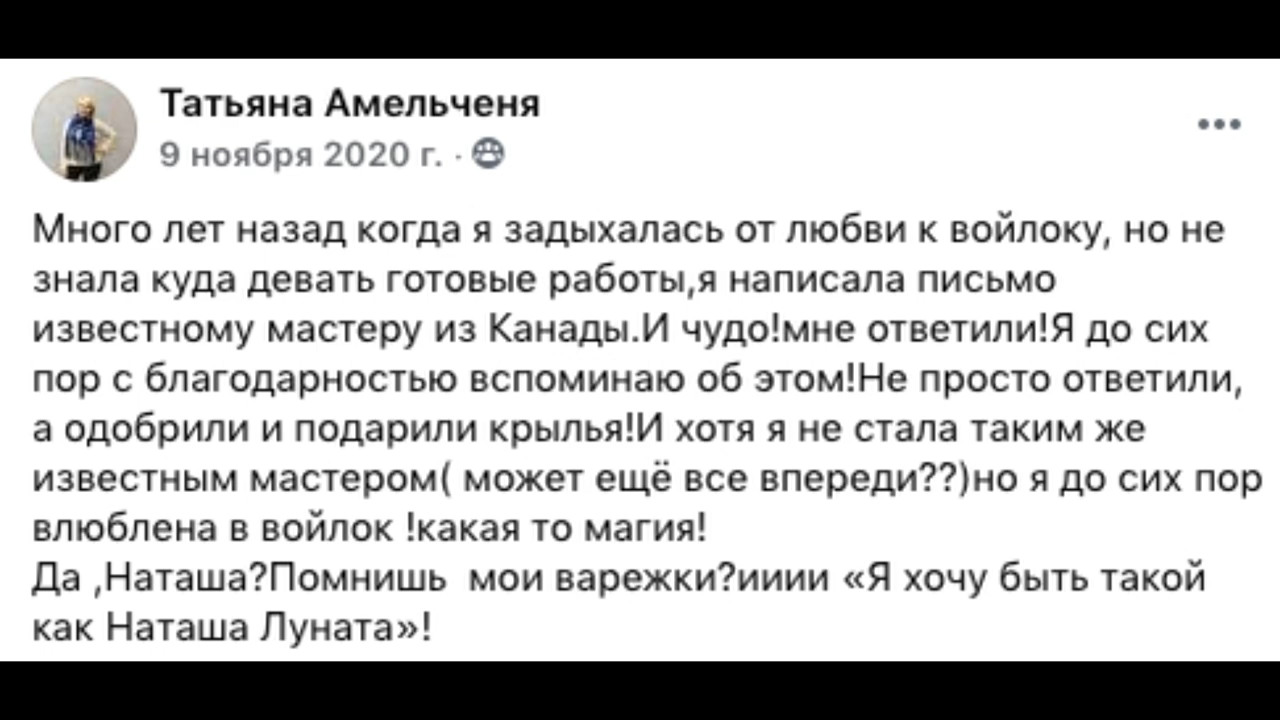 Татьяна Амельченя
9 ноября 2020 г. ·
Много лет назад когда я задыхалась от любви к войлоку, но не
знала куда девать готовые работы,я написала письмо
известному мастеру из Канады.И чудо!мне ответили!Я до сих
пор с благодарностью вспоминаю об этом!Не просто ответили,
а одобрили и подарили крылья!И хотя я не стала таким же
известным мастером( может ещё все впереди??)но я до сих пор
влюблена в войлок !какая то магия!
Да ,Наташа?Помнишь  мои варежки?ииии «Я хочу быть такой
как Наташа Луната»!